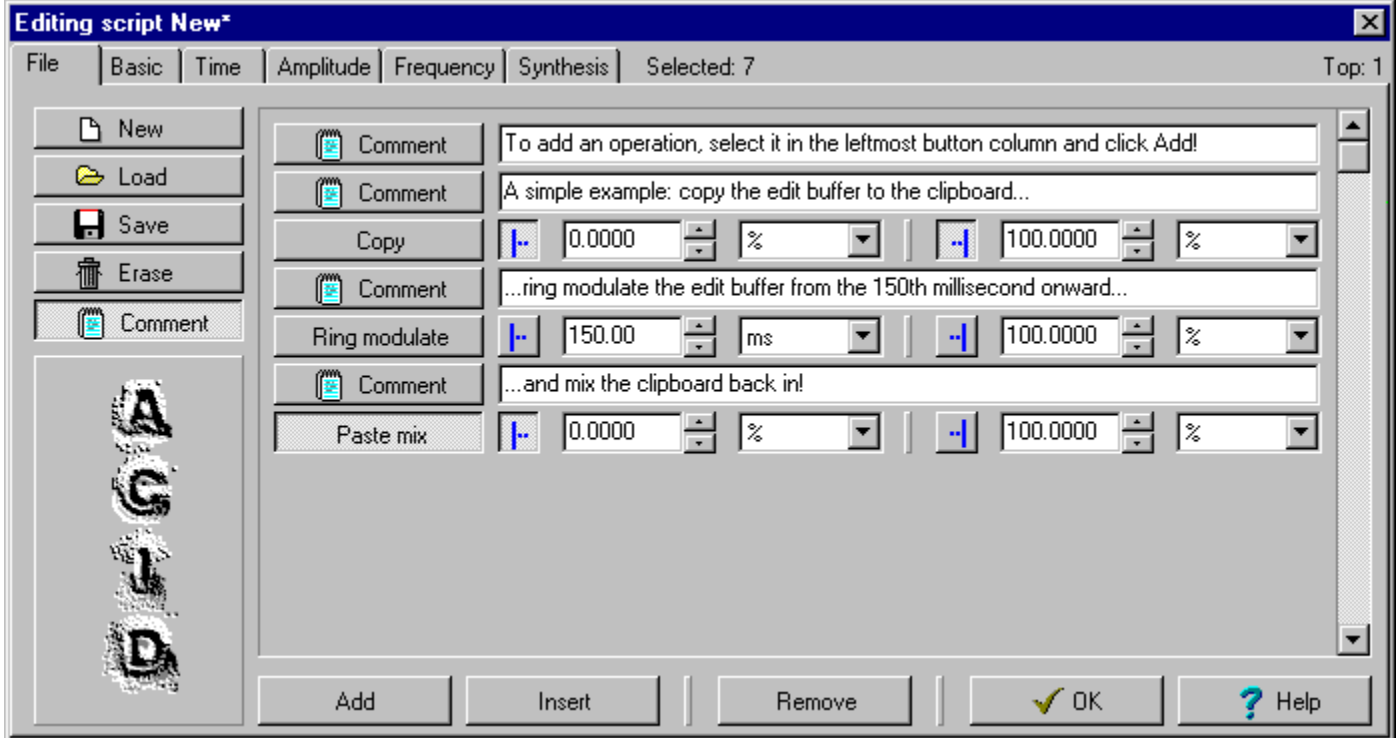 Editing script New*
File Basic Time Amplitude Frequency Synthesis Selected: 7 Top: 1
New
Load
Save
Erase
Comment
A
C
I
D
Comment To add an operation, select it in the leftmost button column and click Add!
Comment A simple example: copy the edit buffer to the clipboard...
Copy 0.0000 % 100.0000 %
Comment ...ring modulate the edit buffer from the 150th millisecond onward...
Ring modulate 150.00 ms 100.0000 %
Comment ...and mix the clipboard back in!
Paste mix 0.0000 % 100.0000 %
Add Insert Remove OK ? Help